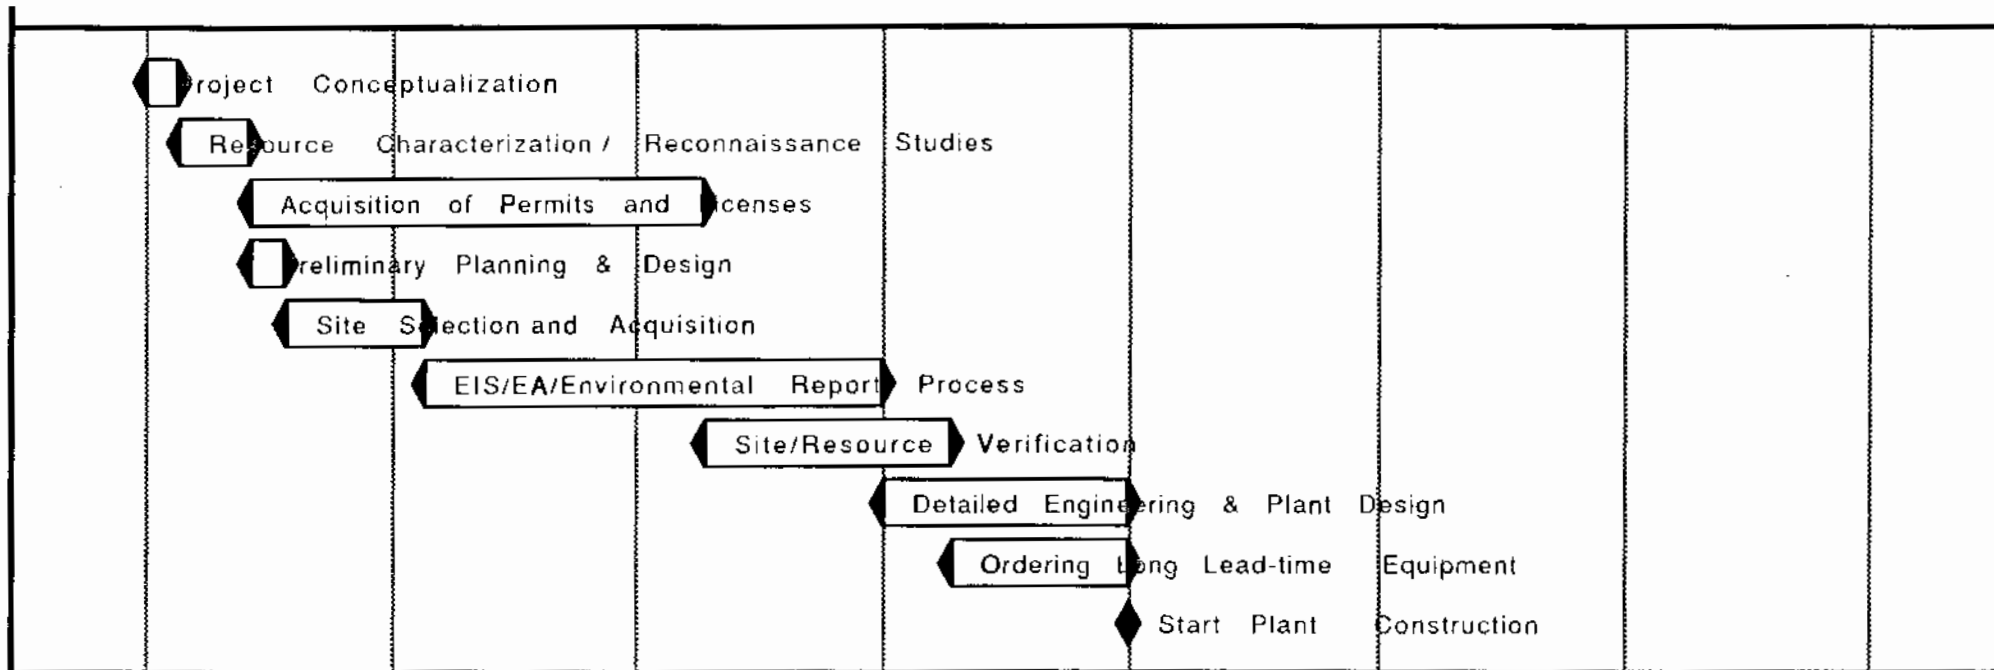 Project Conceptualization
Resource Characterization / Reconnaissance Studies
Acquisition of Permits and Licenses
Preliminary Planning & Design
Site Selection and Acquisition
EIS/EA/Environmental Report Process
Site/Resource Verification
Detailed Engineering & Plant Design
Ordering Long Lead-time Equipment
Start Plant Construction